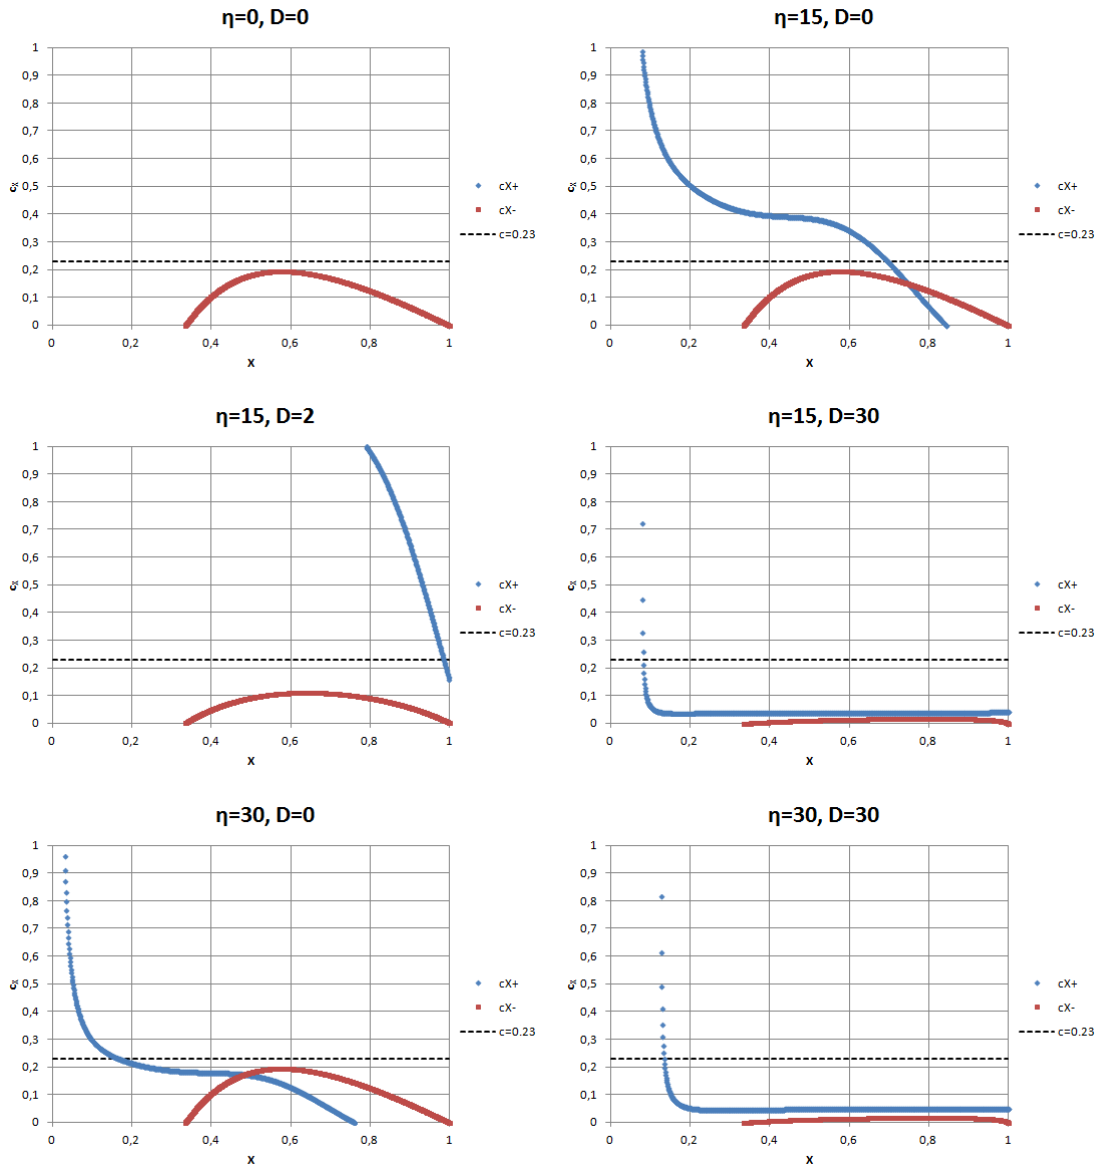 η=0, D=0
1
0,9
0,8
0,7
0,6
0,5
0,4
0,3
0,2
0,1
0
cX
0 0,2 0,4 0,6 0,8 1
X
cX+
cX-
c=0.23
η=15, D=0
1
0,9
0,8
0,7
0,6
0,5
0,4
0,3
0,2
0,1
0
cX
0 0,2 0,4 0,6 0,8 1
X
cX+
cX-
c=0.23
η=15, D=2
1
0,9
0,8
0,7
0,6
0,5
0,4
0,3
0,2
0,1
0
cX
0 0,2 0,4 0,6 0,8 1
X
cX+
cX-
c=0.23
η=15, D=30
1
0,9
0,8
0,7
0,6
0,5
0,4
0,3
0,2
0,1
0
cX
0 0,2 0,4 0,6 0,8 1
X
cX+
cX-
c=0.23
η=30, D=0
1
0,9
0,8
0,7
0,6
0,5
0,4
0,3
0,2
0,1
0
cX
0 0,2 0,4 0,6 0,8 1
X
cX+
cX-
c=0.23
η=30, D=30
1
0,9
0,8
0,7
0,6
0,5
0,4
0,3
0,2
0,1
0
cX
0 0,2 0,4 0,6 0,8 1
X
cX+
cX-
c=0.23